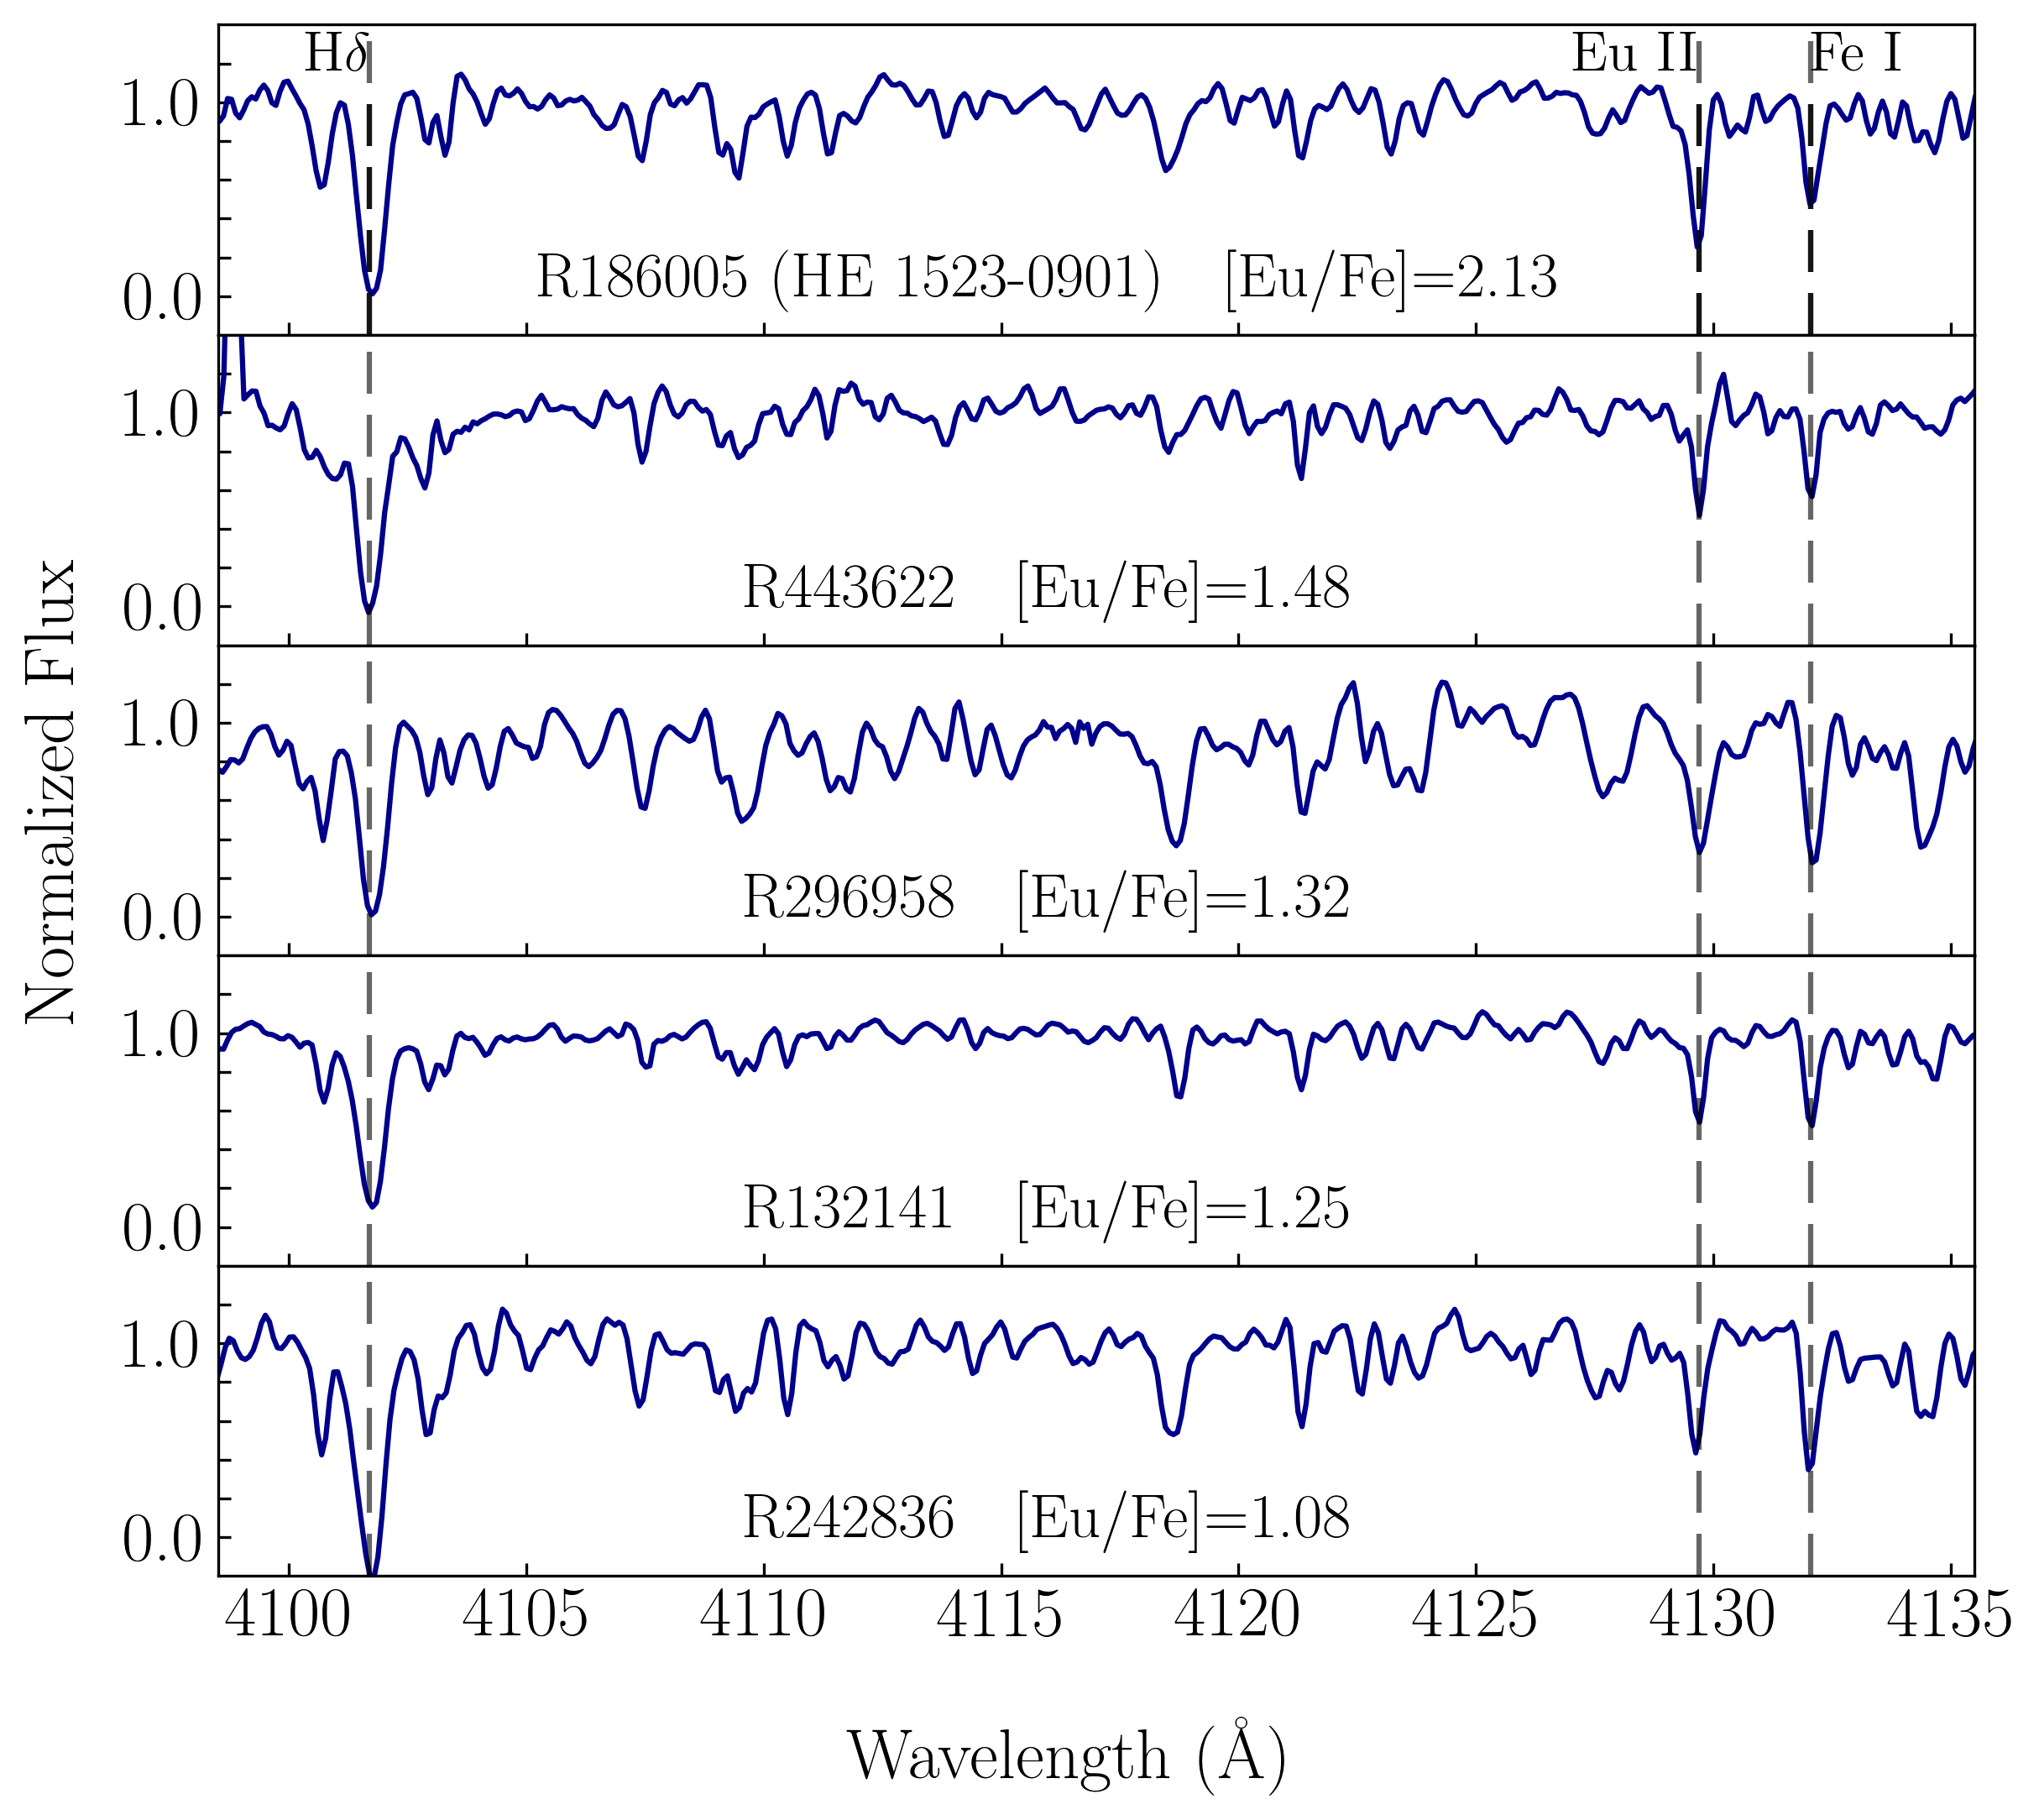 Hδ Eu II Fe I
1.0
0.0
R186005 (HE 1523-0901) [Eu/Fe]=2.13
1.0
0.0
R443622 [Eu/Fe]=1.48
1.0
0.0
R296958 [Eu/Fe]=1.32
1.0
0.0
R132141 [Eu/Fe]=1.25
1.0
0.0
R242836 [Eu/Fe]=1.08
Normalized Flux
4100 4105 4110 4115 4120 4125 4130 4135
Wavelength (Å)